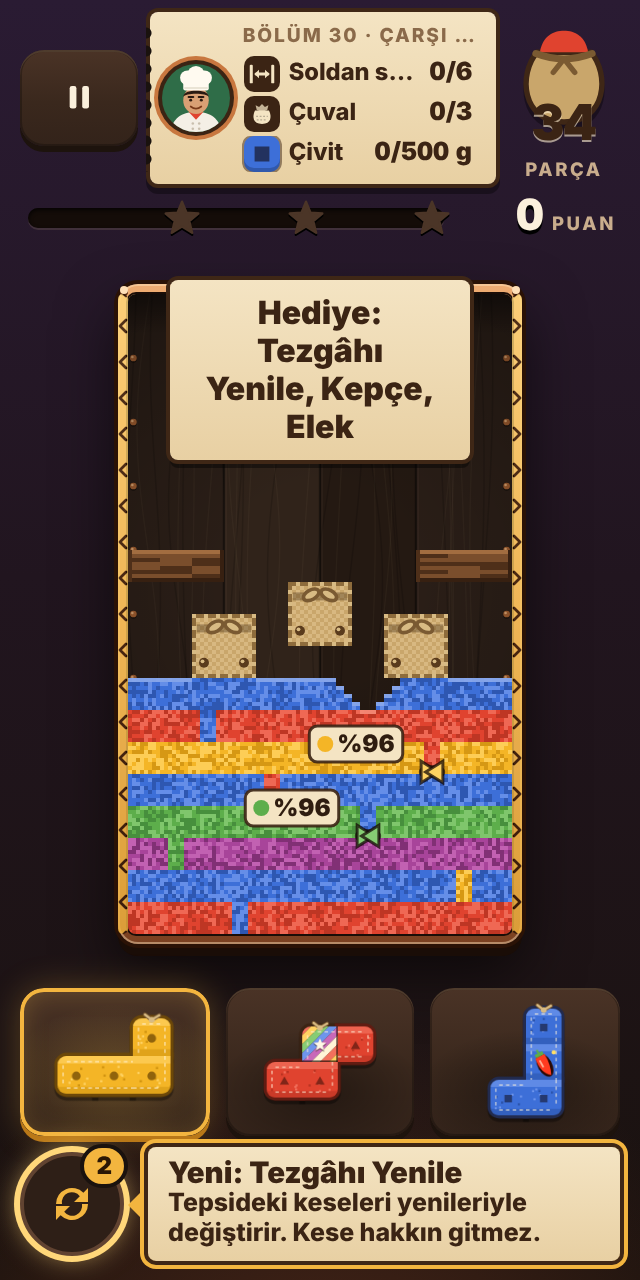 BÖLÜM 30 · ÇARŞI ...
Soldan s... 0/6
Çuval 0/3
Çivit 0/500 g
34
PARÇA
0 PUAN
Hediye:
Tezgâhı
Yenile, Kepçe,
Elek
%96
%96
2
Yeni: Tezgâhı Yenile
Tepsideki keseleri yenileriyle
değiştirir. Kese hakkın gitmez.